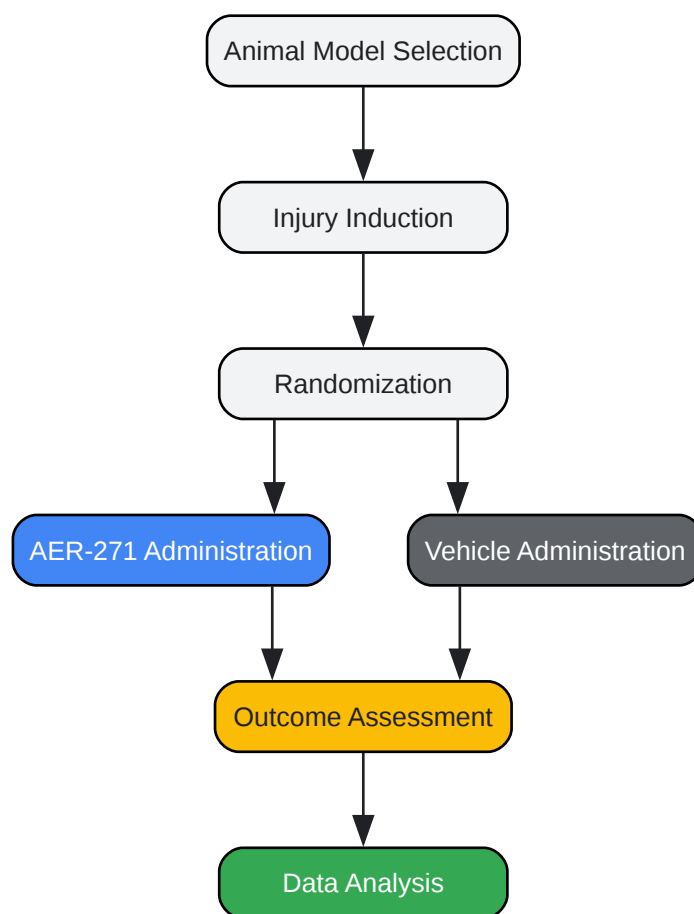 Animal Model Selection
Injury Induction
Randomization
AER-271 Administration
Vehicle Administration
Outcome Assessment
Data Analysis